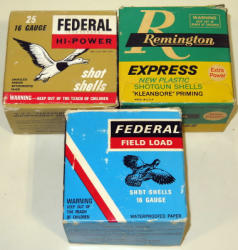 25
16 GAUGE
FEDERAL
HI-POWER
shot
shells
WARNING—KEEP OUT OF THE REACH OF CHILDREN
WARNING
R
Remington
EXPRESS
Extra
Power
NEW PLASTIC
SHOTGUN SHELLS
"KLEANBORE" PRIMING
FEDERAL
FIELD LOAD
SHOT SHELLS
16 GAUGE
WARNING
KEEP OUT OF
THE REACH
OF CHILDREN
WATERPROOFED PAPER